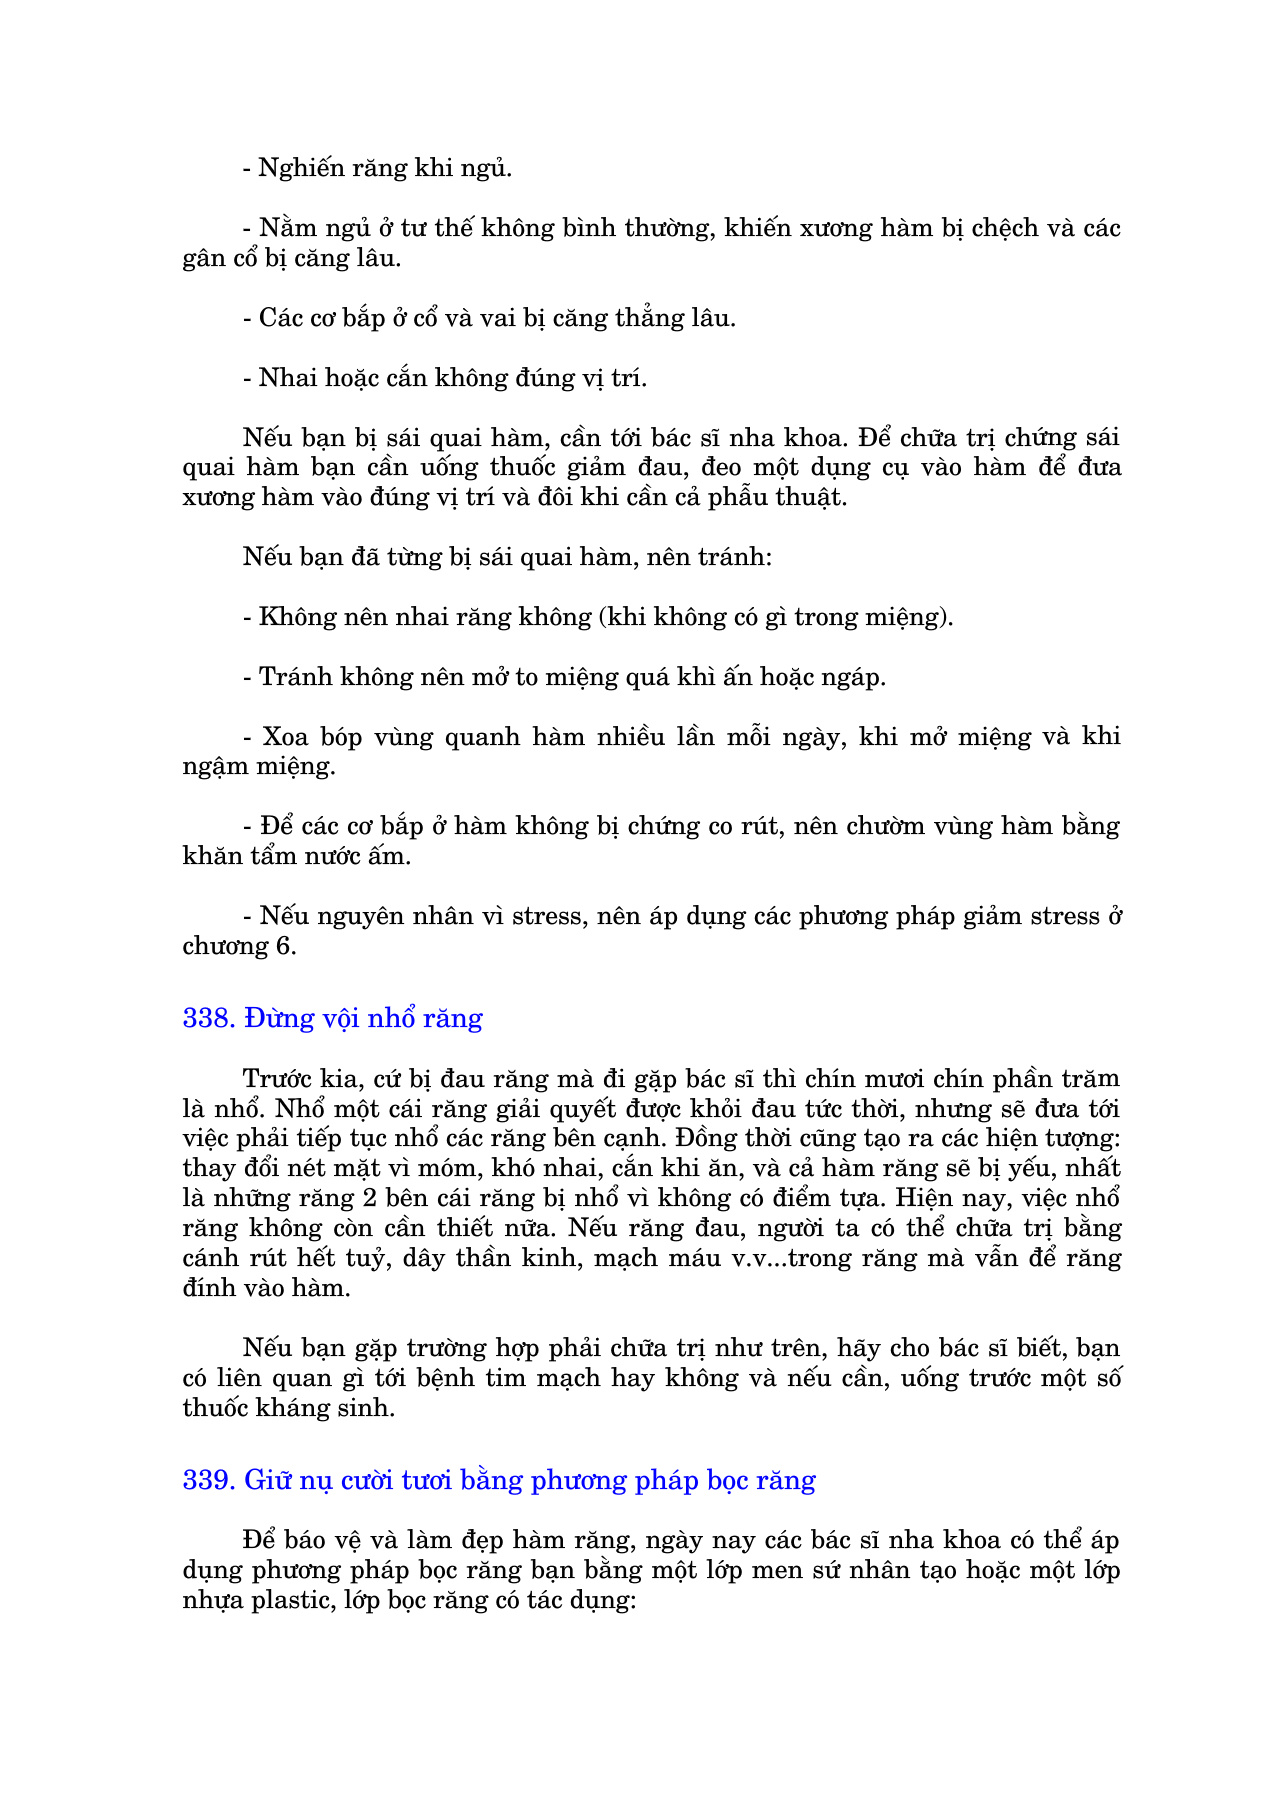 - Nghiến răng khi ngủ.
- Nằm ngủ ở tư thế không bình thường, khiến xương hàm bị chệch và các
gân cổ bị căng lâu.
- Các cơ bắp ở cổ và vai bị căng thẳng lâu.
- Nhai hoặc cắn không đúng vị trí.
Nếu bạn bị sái quai hàm, cần tới bác sĩ nha khoa. Để chữa trị chứng sái
quai hàm bạn cần uống thuốc giảm đau, đeo một dụng cụ vào hàm để đưa
xương hàm vào đúng vị trí và đôi khi cần cả phẫu thuật.
Nếu bạn đã từng bị sái quai hàm, nên tránh:
- Không nên nhai răng không (khi không có gì trong miệng).
- Tránh không nên mở to miệng quá khì ấn hoặc ngáp.
- Xoa bóp vùng quanh hàm nhiều lần mỗi ngày, khi mở miệng và khi
ngậm miệng.
- Để các cơ bắp ở hàm không bị chứng co rút, nên chườm vùng hàm bằng
khăn tẩm nước ấm.
- Nếu nguyên nhân vì stress, nên áp dụng các phương pháp giảm stress ở
chương 6.
338. Đừng vội nhổ răng
Trước kia, cứ bị đau răng mà đi gặp bác sĩ thì chín mươi chín phần trăm
là nhổ. Nhổ một cái răng giải quyết được khỏi đau tức thời, nhưng sẽ đưa tới
việc phải tiếp tục nhổ các răng bên cạnh. Đồng thời cũng tạo ra các hiện tượng:
thay đổi nét mặt vì móm, khó nhai, cắn khi ăn, và cả hàm răng sẽ bị yếu, nhất
là những răng 2 bên cái răng bị nhổ vì không có điểm tựa. Hiện nay, việc nhổ
răng không còn cần thiết nữa. Nếu răng đau, người ta có thể chữa trị bằng
cánh rút hết tuỷ, dây thần kinh, mạch máu v.v...trong răng mà vẫn để răng
đính vào hàm.
Nếu bạn gặp trường hợp phải chữa trị như trên, hãy cho bác sĩ biết, bạn
có liên quan gì tới bệnh tim mạch hay không và nếu cần, uống trước một số
thuốc kháng sinh.
339. Giữ nụ cười tươi bằng phương pháp bọc răng
Để báo vệ và làm đẹp hàm răng, ngày nay các bác sĩ nha khoa có thể áp
dụng phương pháp bọc răng bạn bằng một lớp men sứ nhân tạo hoặc một lớp
nhựa plastic, lớp bọc răng có tác dụng: